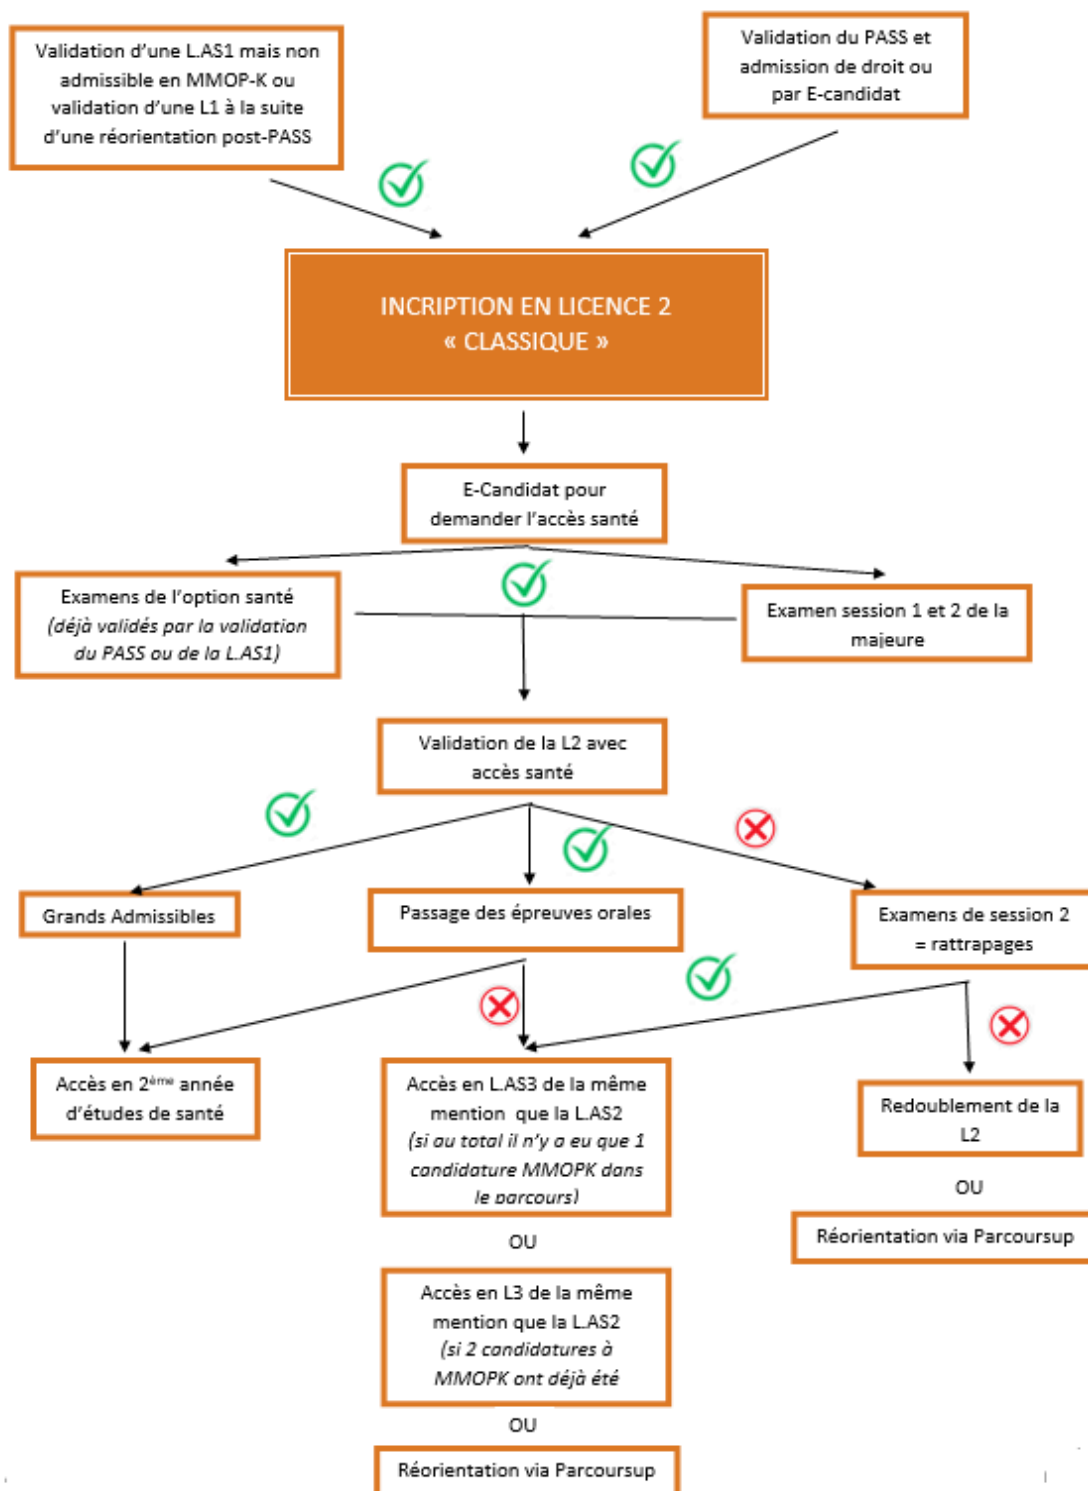 Validation d'une L.AS1 mais non
admissible en MMOP-K ou
validation d'une L1 à la suite
d'une réorientation post-PASS
Validation du PASS et
admission de droit ou
par E-candidat
INCRIPTION EN LICENCE 2
« CLASSIQUE »
E-Candidat pour
demander l'accès santé
Examens de l'option santé
(déjà validés par la validation
du PASS ou de la L.AS1)
Examen session 1 et 2 de la
majeure
Validation de la L2 avec
accès santé
Grands Admissibles
Passage des épreuves orales
Examens de session 2
= rattrapages
Accès en 2ème année
d'études de santé
Accès en L.AS3 de la même
mention que la L.AS2
(si au total il n'y a eu que 1
candidature MMOPK dans
le parcours)
OU
Accès en L3 de la même
mention que la L.AS2
(si 2 candidatures à
MMOPK ont déjà été
OU
Réorientation via Parcoursup
Redoublement de la
L2
OU
Réorientation via Parcoursup